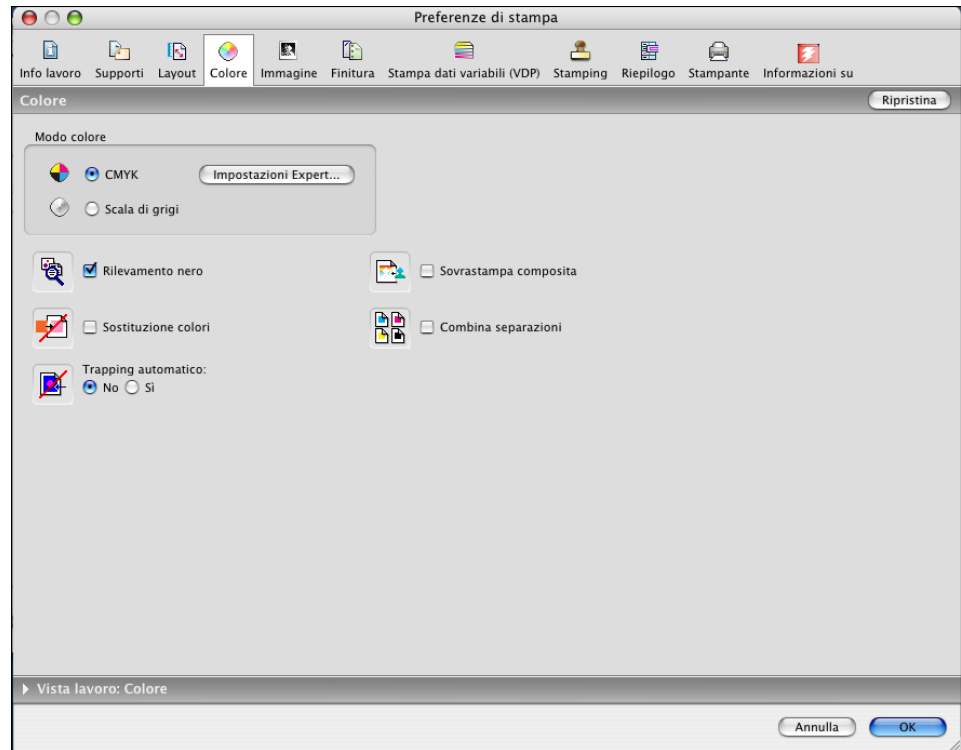 Preferenze di stampa
Info lavoro Supporti Layout Colore Immagine Finitura Stampa dati variabili (VDP) Stamping Riepilogo Stampante Informazioni su
Colore Ripristina
Modo colore
CMYK Impostazioni Expert...
Scala di grigi
Rilevamento nero Sovrastampa composita
Sostituzione colori Combina separazioni
Trapping automatico:
No Sì
Vista lavoro: Colore
Annulla OK